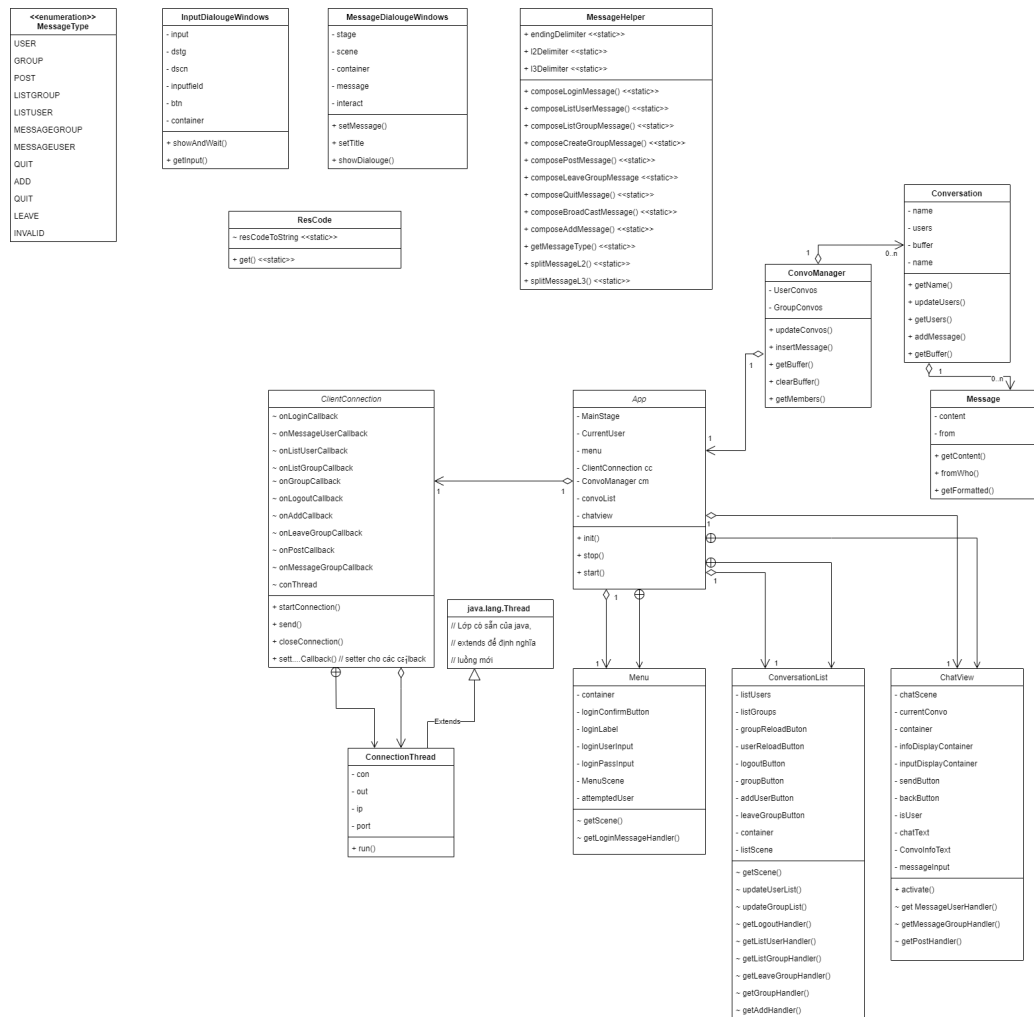 <<enumeration>>
MessageType
USER
GROUP
POST
LISTGROUP
LISTUSER
MESSAGEGROUP
MESSAGEUSER
QUIT
ADD
QUIT
LEAVE
INVALID
InputDialougeWindows
- input
- dstg
- dscn
- inputfield
- btn
- container
+ showAndWait()
+ getInput()
MessageDialougeWindows
- stage
- scene
- container
- message
- interact
+ setMessage()
+ setTitle
+ showDialouge()
MessageHelper
+ endingDelimiter <<static>>
+ l2Delimiter <<static>>
+ l3Delimiter <<static>>
+ composeLoginMessage() <<static>>
+ composeListUserMessage() <<static>>
+ composeListGroupMessage() <<static>>
+ composeCreateGroupMessage() <<static>>
+ composePostMessage() <<static>>
+ composeLeaveGroupMessage <<static>>
+ composeQuitMessage() <<static>>
+ composeBroadCastMessage() <<static>>
+ composeAddMessage() <<static>>
+ getMessageType() <<static>>
+ splitMessageL2() <<static>>
+ splitMessageL3() <<static>>
ResCode
~ resCodeToString <<static>>
+ get() <<static>>
Conversation
- name
- users
- buffer
- name
+ getName()
+ updateUsers()
+ getUsers()
+ addMessage()
+ getBuffer()
1
0..n
ConvoManager
- UserConvos
- GroupConvos
+ updateConvos()
+ insertMessage()
+ getBuffer()
+ clearBuffer()
+ getMembers()
1
1
1
0..n
Message
- content
- from
+ getContent()
+ fromWho()
+ getFormatted()
ClientConnection
~ onLoginCallback
~ onMessageUserCallback
~ onListUserCallback
~ onListGroupCallback
~ onGroupCallback
~ onLogoutCallback
~ onAddCallback
~ onLeaveGroupCallback
~ onPostCallback
~ onMessageGroupCallback
~ conThread
+ startConnection()
+ send()
+ closeConnection()
+ sett....Callback() // setter cho các callback
1
1
App
- MainStage
- CurrentUser
- menu
- ClientConnection cc
- ConvoManager cm
- convoList
- chatview
+ init()
+ stop()
+ start()
1
1
1
java.lang.Thread
// Lớp có sẵn của java,
// extends để định nghĩa
// luồng mới
Extends
ConnectionThread
- con
- out
- ip
- port
+ run()
1
Menu
- container
- loginConfirmButton
- loginLabel
- loginUserInput
- loginPassInput
- MenuScene
- attemptedUser
~ getScene()
~ getLoginMessageHandler()
1
ConversationList
- listUsers
- listGroups
- groupReloadButon
- userReloadButton
- logoutButton
- groupButton
- addUserButton
- leaveGroupButton
- container
- listScene
~ getScene()
~ updateUserList()
~ updateGroupList()
~ getLogoutHandler()
~ getListUserHandler()
~ getListGroupHandler()
~ getLeaveGroupHandler()
~ getGroupHandler()
~ getAddHandler()
1
ChatView
- chatScene
- currentConvo
- container
- infoDisplayContainer
- inputDisplayContainer
- sendButton
- backButton
- isUser
- chatText
- ConvoInfoText
- messageInput
+ activate()
~ get MessageUserHandler()
~ getMessageGroupHandler()
~ getPostHandler()